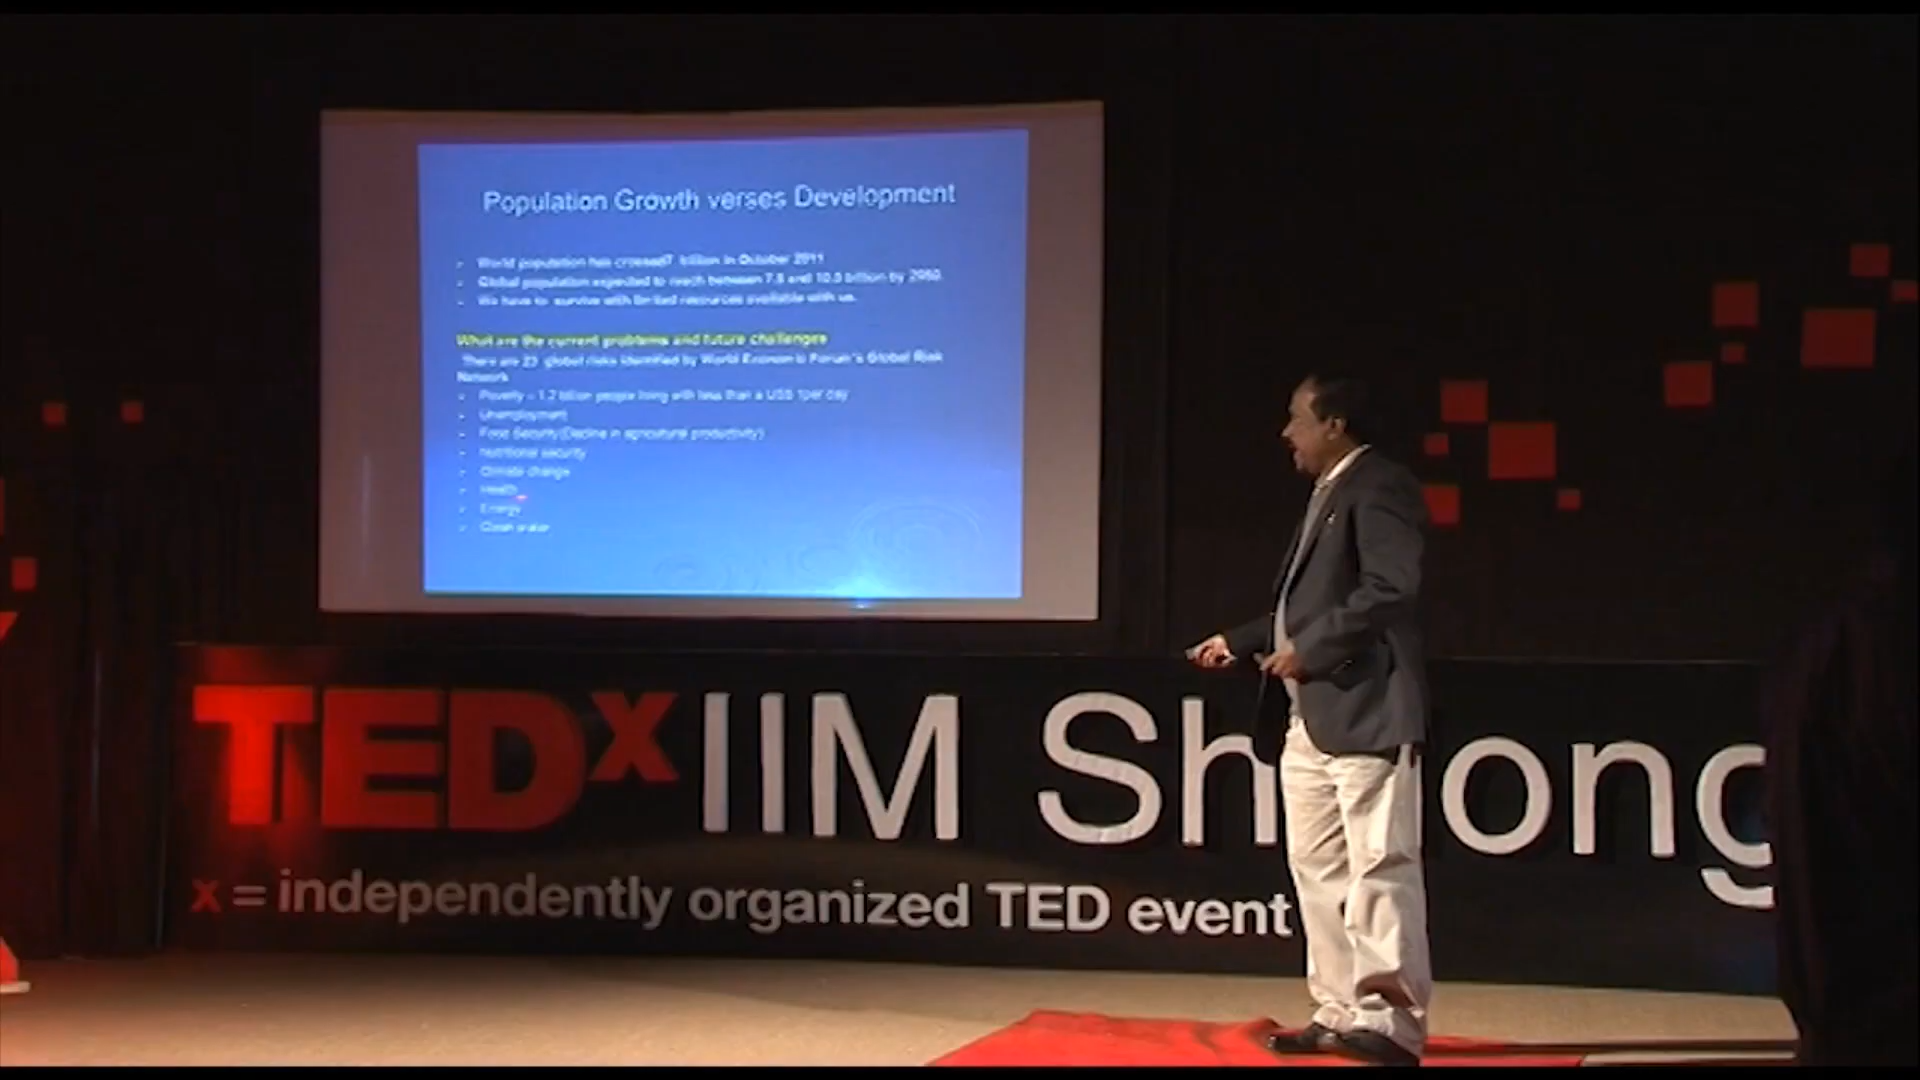 Population Growth verses Development
World population has crossed7 billion in October 2011
Global population expected to reach between 7.5 and 10.5 billion by 2050.
We have to survive with limited resources available with us.
What are the current problems and future challenges
There are 23 global risks identified by World Economic Forum's Global Risk
Network
Poverty – 1.2 billion people living with less than a US$ 1per day
Unemployment
Food Security(Decline in agricultural productivity)
Nutritional security
Climate change
Health
Energy
Clean water
TEDx IIM Sh ong
x = independently organized TED event